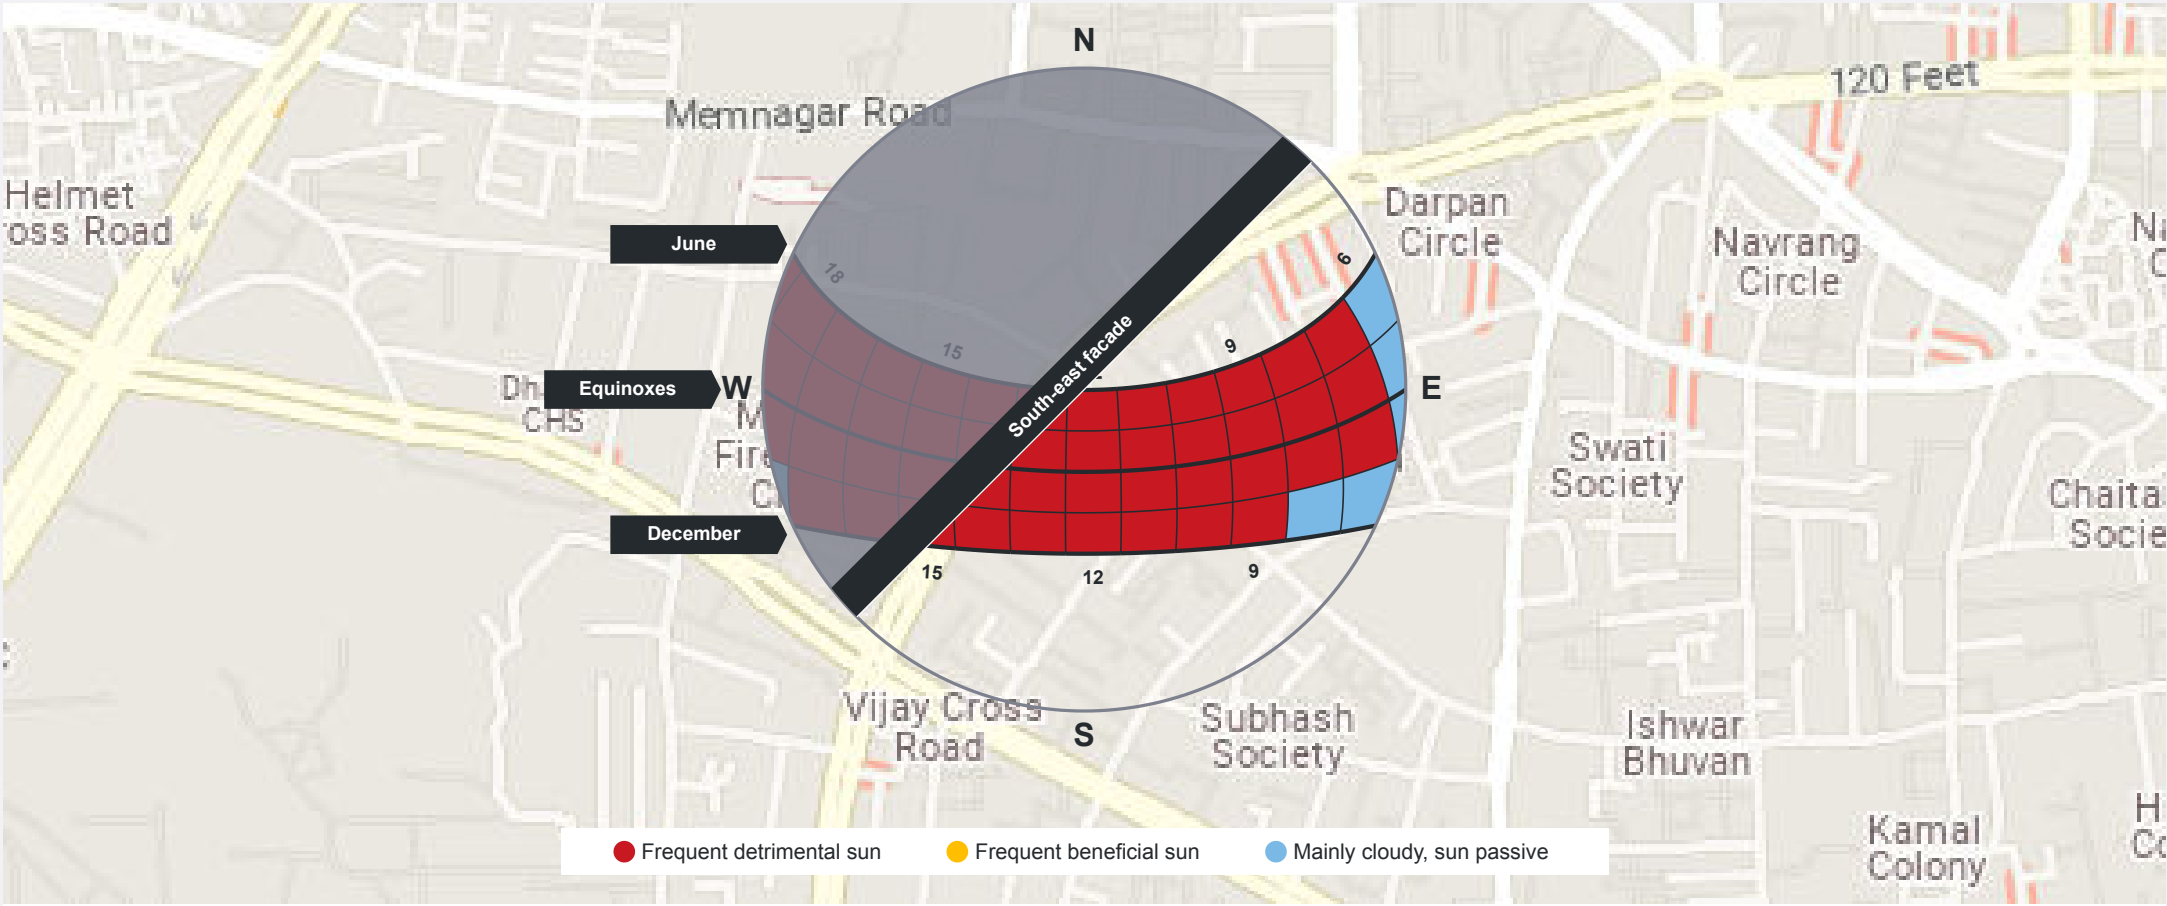 N
120 Feet
Memnagar Road
Helmet
oss Road
Darpan
Circle
Navrang
Circle
June
18
6
15
9
South-east facade
Equinoxes
W
E
CHS
Swati
Society
Chaita
Socie
December
15
12
9
Vijay Cross
Road
S
Subhash
Society
Ishwar
Bhuvan
Kamal
Colony
Frequent detrimental sun
Frequent beneficial sun
Mainly cloudy, sun passive